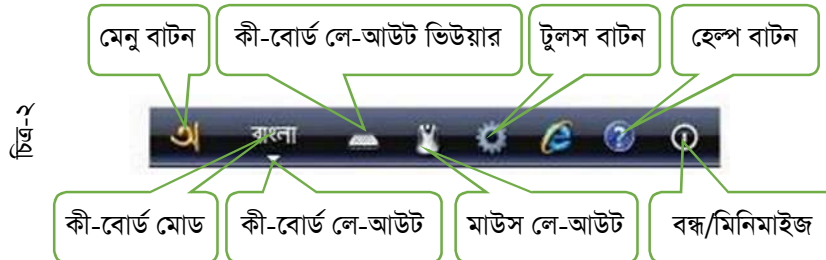 মেনু বাটন
কী-বোর্ড লে-আউট ভিউয়ার
টুলস বাটন
হেল্প বাটন
চিত্র-২
বাংলা
কী-বোর্ড মোড
কী-বোর্ড লে-আউট
মাউস লে-আউট
বন্ধ/মিনিমাইজ